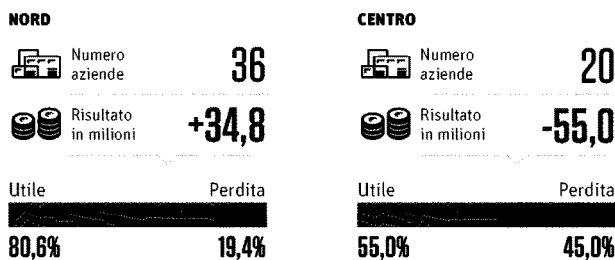 NORD
Numero
aziende
36
Risultato
in milioni
+34,8
Utile Perdita
80,6% 19,4%
CENTRO
Numero
aziende
20
Risultato
in milioni
-55,0
Utile Perdita
55,0% 45,0%